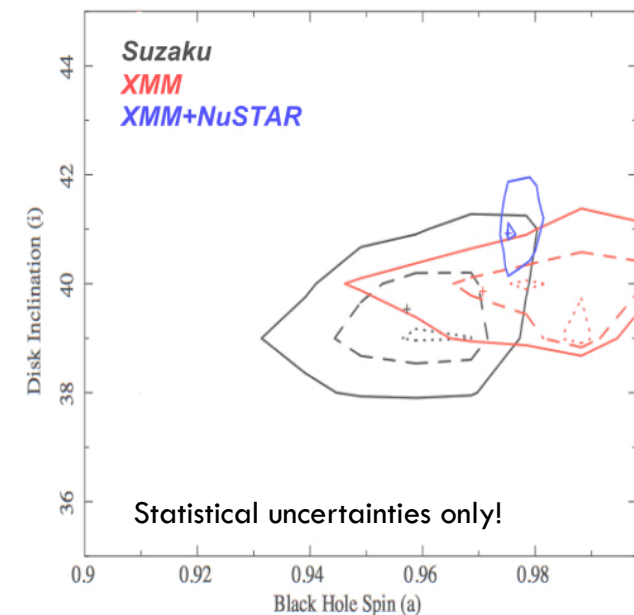 Suzaku
XMM
XMM+NuSTAR
44
42
40
38
36
Disk Inclination (i)
Statistical uncertainties only!
0.9
0.92
0.94
0.96
0.98
Black Hole Spin (a)